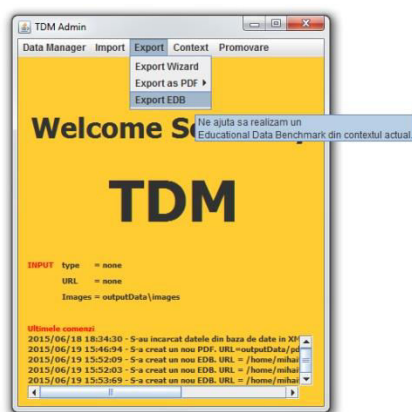 TDM Admin
Data Manager Import Export Context Promovare
Export Wizard
Export as PDF
Export EDB
Ne ajuta sa realizam un
Educational Data Benchmark din contextul actual.
Welcome
TDM
INPUT type = none
URL = none
Images = outputData\images
Ultimele comenzi
2015/06/18 18:34:30 - S-au incarcat datele din baza de date in
2015/06/19 15:46:94 - S-a creat un nou PDF. URL=outputData/
2015/06/19 15:52:09 - S-a creat un nou EDB. URL = /home/mihai
2015/06/19 15:52:03 - S-a creat un nou EDB. URL = /home/mihai
2015/06/19 15:53:69 - S-a creat un nou EDB. URL = /home/mihai